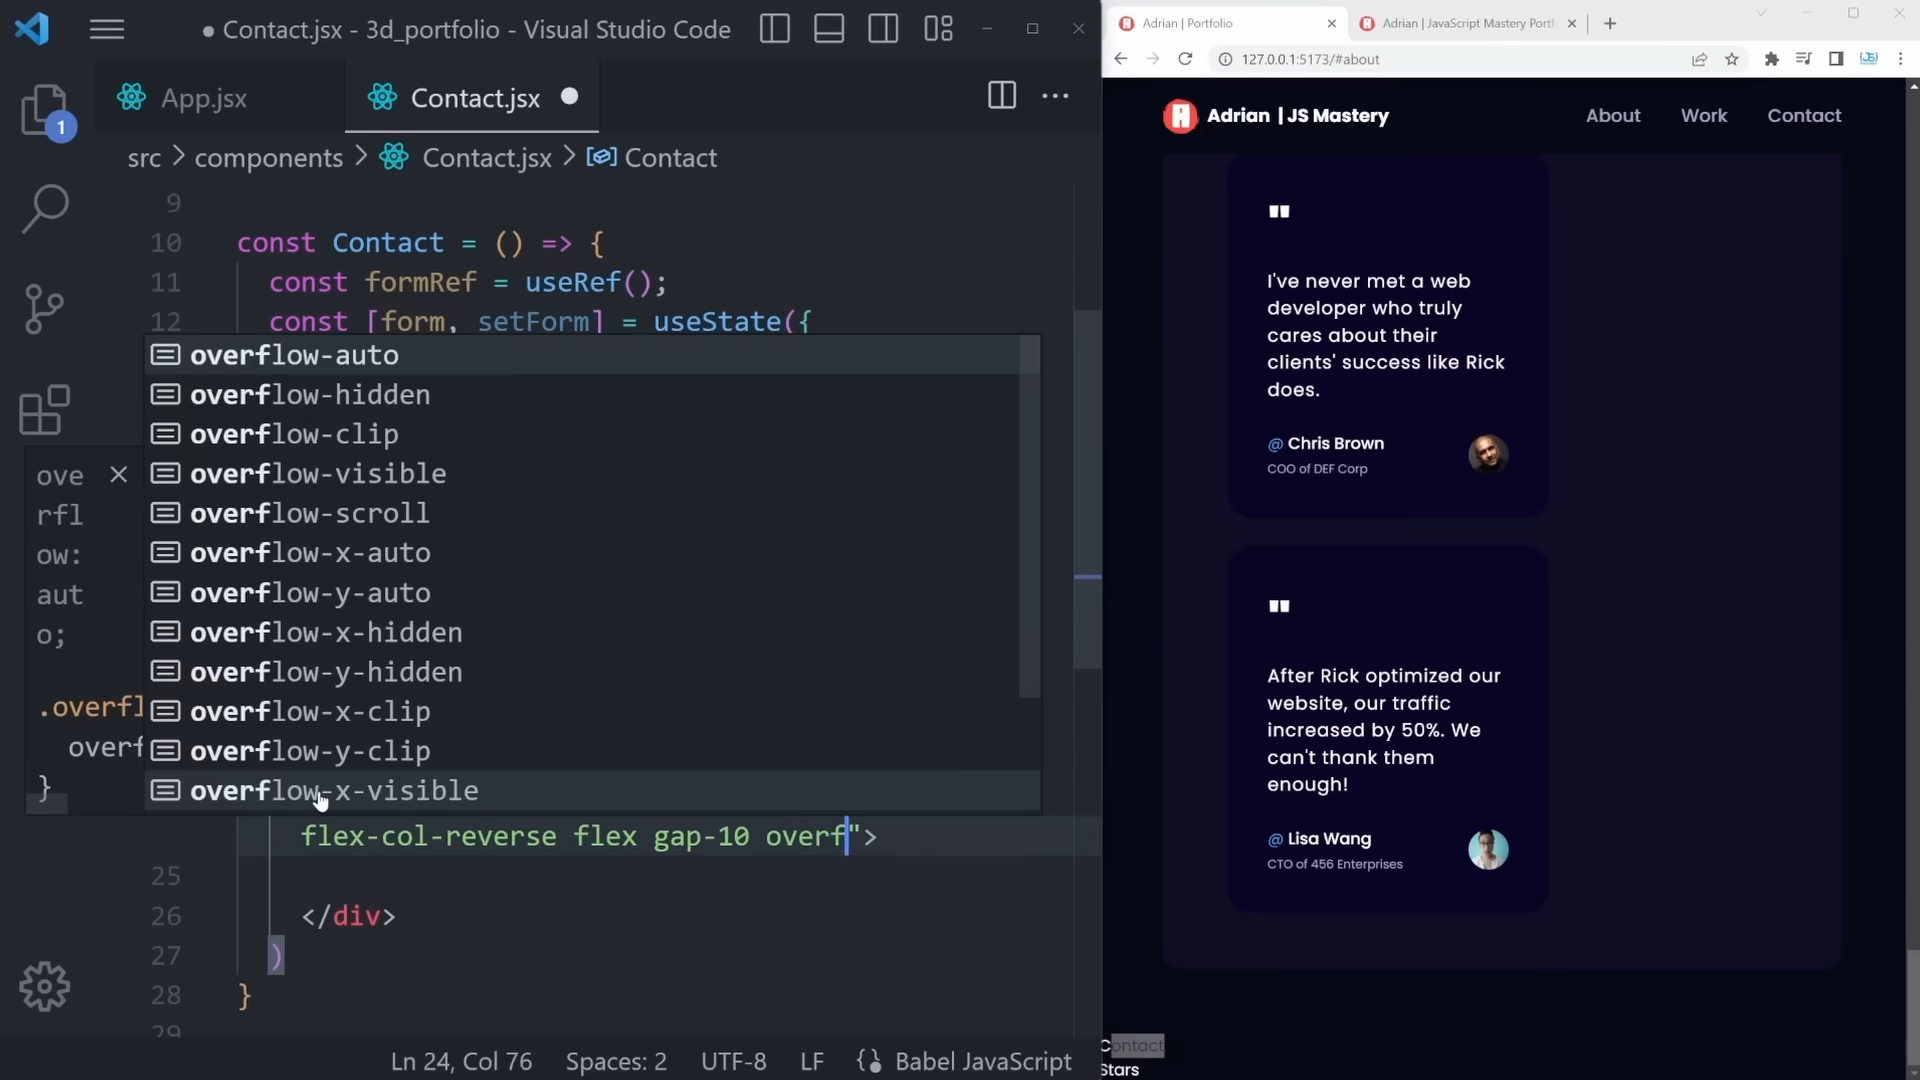 Contact.jsx - 3d_portfolio - Visual Studio Code
App.jsx
Contact.jsx
1
src > components > Contact.jsx > Contact
9
10 const Contact = () => {
11 const formRef = useRef();
12 const [form, setForm] = useState({
overflow-auto
overflow-hidden
overflow-clip
overflow-visible
overflow-scroll
overflow-x-auto
overflow-y-auto
overflow-x-hidden
overflow-y-hidden
overflow-x-clip
overflow-y-clip
overflow-x-visible
ove
rfl
ow:
aut
o;
.overfl
overf
}
flex-col-reverse flex gap-10 overf">
25
26 </div>
27 )
28 }
29
Ln 24, Col 76 Spaces: 2 UTF-8 LF Babel JavaScript
Adrian | Portfolio
Adrian | JavaScript Mastery Portf
127.0.0.1:5173/#about
Adrian | JS Mastery
About Work Contact
"
I've never met a web
developer who truly
cares about their
clients' success like Rick
does.
@ Chris Brown
COO of DEF Corp
"
After Rick optimized our
website, our traffic
increased by 50%. We
can't thank them
enough!
@ Lisa Wang
CTO of 456 Enterprises
Contact
Stars